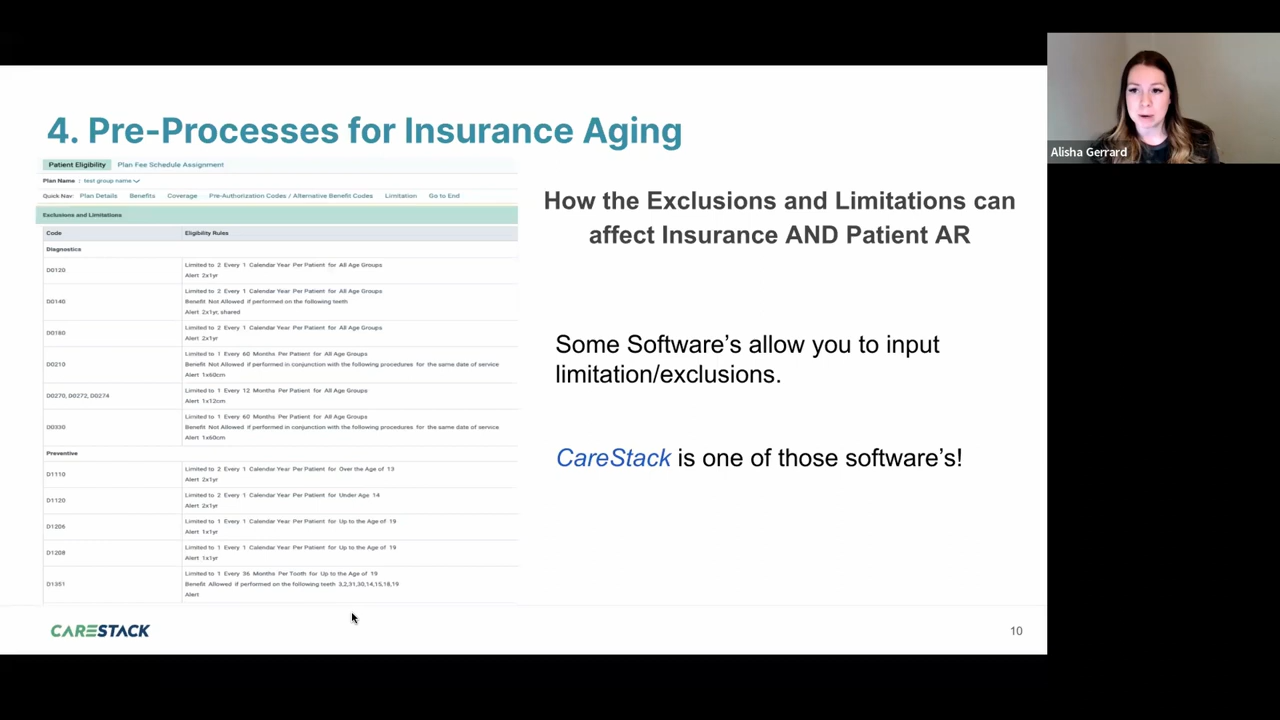 4. Pre-Processes for Insurance Aging
Patient Eligibility Plan Fee Schedule Assignment
Plan Name : test group name
Quick Nav: Plan Details Benefits Coverage Pre-Authorization Codes / Alternative Benefit Codes Limitation Go to End
Exclusions and Limitations
Code Eligibility Rules
Diagnostics
D0120
Limited to 2 Every 1 Calendar Year Per Patient for All Age Groups
Alert 2x1yr
D0140
Limited to 2 Every 1 Calendar Year Per Patient for All Age Groups
Benefit Not Allowed if performed on the following teeth
Alert 2x1yr, shared
D0180
Limited to 2 Every 1 Calendar Year Per Patient for All Age Groups
Alert 2x1yr
D0210
Limited to 1 Every 60 Months Per Patient for All Age Groups
Benefit Not Allowed if performed in conjunction with the following procedures for the same date of service
Alert 1x60cm
D0270, D0272, D0274
Limited to 1 Every 12 Months Per Patient for All Age Groups
Alert 1x12cm
D0330
Limited to 1 Every 60 Months Per Patient for All Age Groups
Benefit Not Allowed if performed in conjunction with the following procedures for the same date of service
Alert 1x60cm
Preventive
D1110
Limited to 2 Every 1 Calendar Year Per Patient for Over the Age of 13
Alert 2x1yr
D1120
Limited to 2 Every 1 Calendar Year Per Patient for Under Age 14
Alert 2x1yr
D1206
Limited to 1 Every 1 Calendar Year Per Patient for Up to the Age of 19
Alert 1x1yr
D1208
Limited to 1 Every 1 Calendar Year Per Patient for Up to the Age of 19
Alert 1x1yr
D1351
Limited to 1 Every 36 Months Per Tooth for Up to the Age of 19
Benefit Allowed if performed on the following teeth 3,2,31,30,14,15,18,19
Alert
How the Exclusions and Limitations can
affect Insurance AND Patient AR
Some Software's allow you to input
limitation/exclusions.
CareStack is one of those software's!
CARESTACK
10
Alisha Gerrard